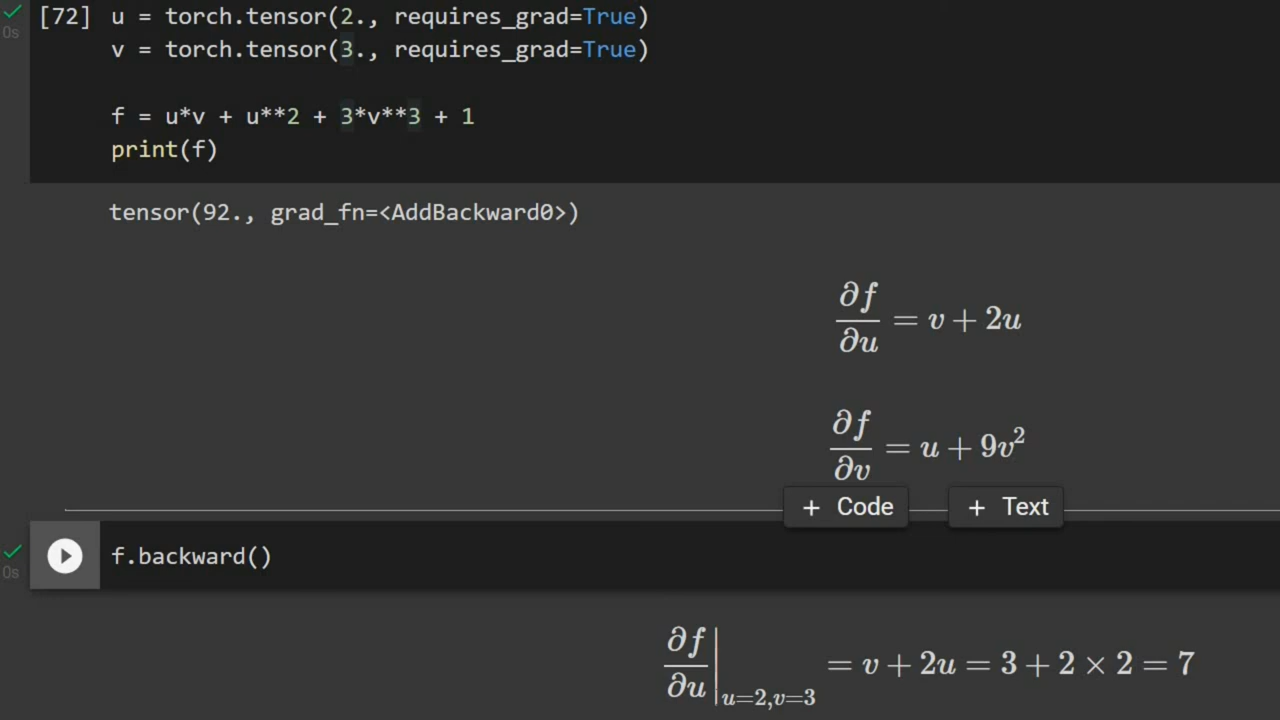 [72] u = torch.tensor(2., requires_grad=True)
0s
v = torch.tensor(3., requires_grad=True)
f = u*v + u**2 + 3*v**3 + 1
print(f)
tensor(92., grad_fn=<AddBackward0>)
∂f/∂u = v + 2u
∂f/∂v = u + 9v²
+ Code + Text
f.backward()
0s
∂f/∂u|u=2,v=3 = v + 2u = 3 + 2 × 2 = 7